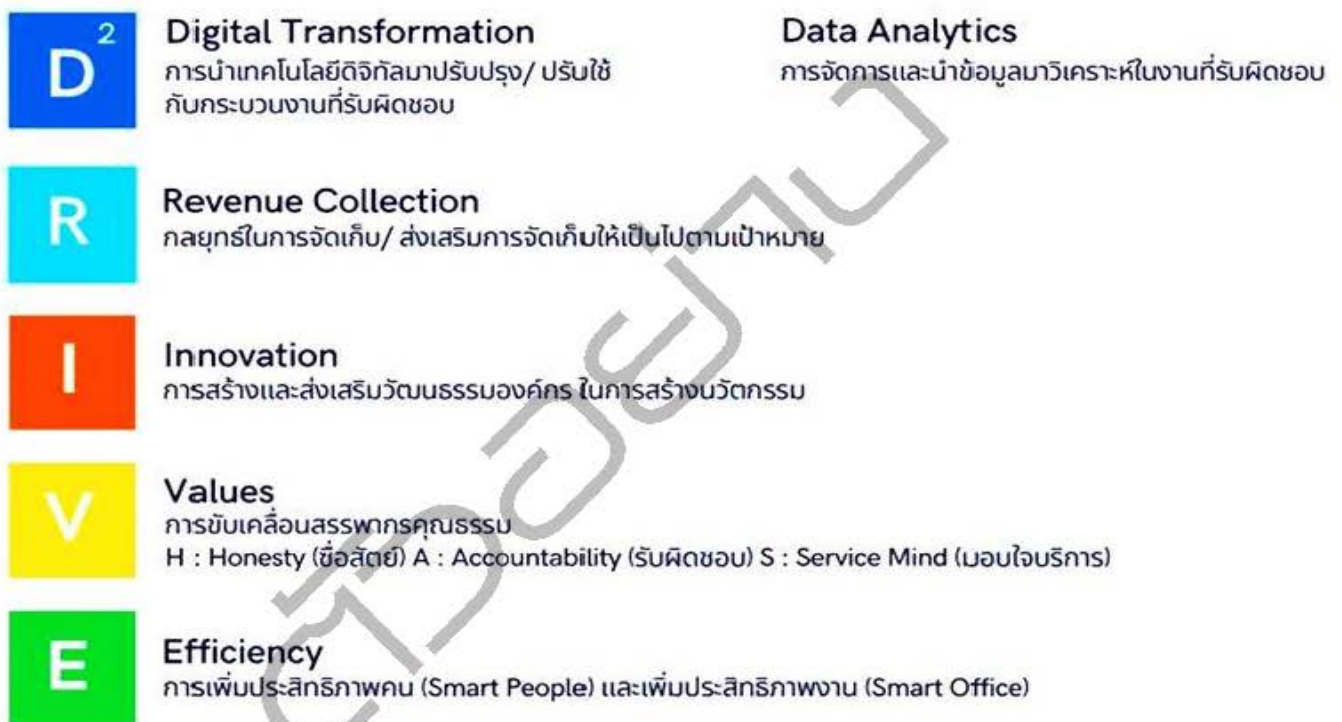 D²
Digital Transformation
การนำเทคโนโลยีดิจิทัลมาปรับปรุง/ ปรับใช้
กับกระบวนงานที่รับผิดชอบ
Data Analytics
การจัดการและนำข้อมูลมาวิเคราะห์ในงานที่รับผิดชอบ
R
Revenue Collection
กลยุทธ์ในการจัดเก็บ/ ส่งเสริมการจัดเก็บให้เป็นไปตามเป้าหมาย
I
Innovation
การสร้างและส่งเสริมวัฒนธรรมองค์กร ในการสร้างนวัตกรรม
V
Values
การขับเคลื่อนสรรพากรคุณธรรม
H : Honesty (ซื่อสัตย์) A : Accountability (รับผิดชอบ) S : Service Mind (มอบใจบริการ)
E
Efficiency
การเพิ่มประสิทธิภาพคน (Smart People) และเพิ่มประสิทธิภาพงาน (Smart Office)
ตัวอย่าง